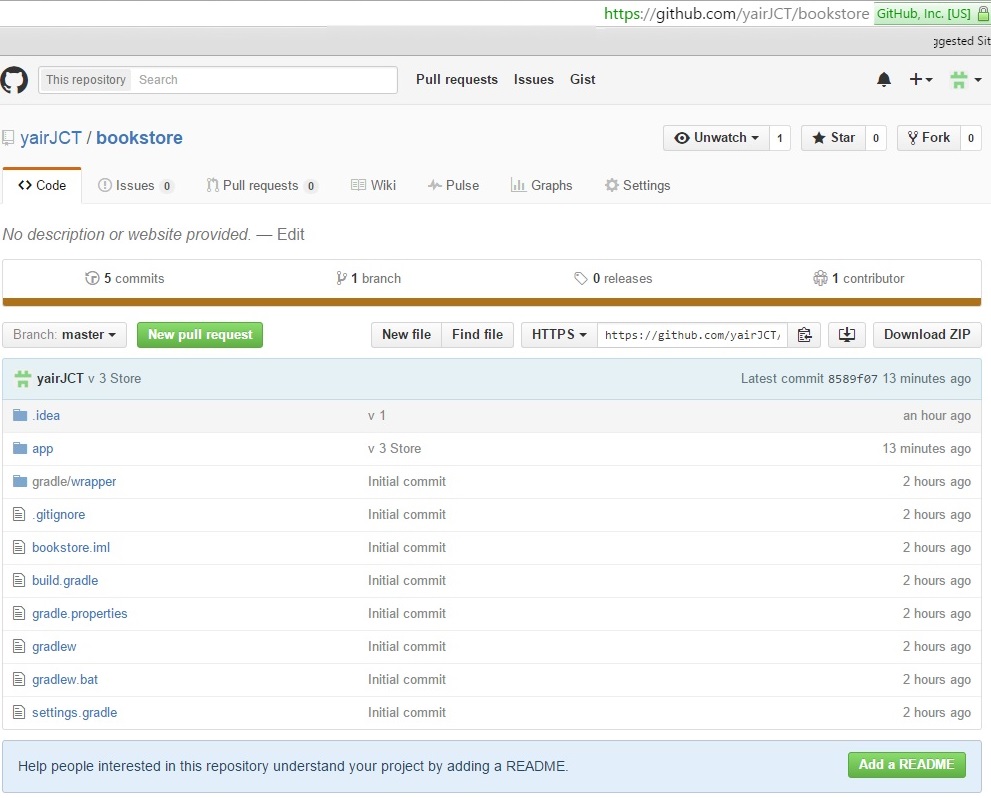 https://github.com/yairJCT/bookstore GitHub, Inc. [US]
ggested Sit
This repository Search Pull requests Issues Gist
yairJCT / bookstore Unwatch 1 Star 0 Fork 0
Code Issues 0 Pull requests 0 Wiki Pulse Graphs Settings
No description or website provided. — Edit
5 commits 1 branch 0 releases 1 contributor
Branch: master New pull request New file Find file HTTPS https://github.com/yairJCT/ Download ZIP
yairJCT v 3 Store Latest commit 8589f07 13 minutes ago
.idea v 1 an hour ago
app v 3 Store 13 minutes ago
gradle/wrapper Initial commit 2 hours ago
.gitignore Initial commit 2 hours ago
bookstore.iml Initial commit 2 hours ago
build.gradle Initial commit 2 hours ago
gradle.properties Initial commit 2 hours ago
gradlew Initial commit 2 hours ago
gradlew.bat Initial commit 2 hours ago
settings.gradle Initial commit 2 hours ago
Help people interested in this repository understand your project by adding a README. Add a README